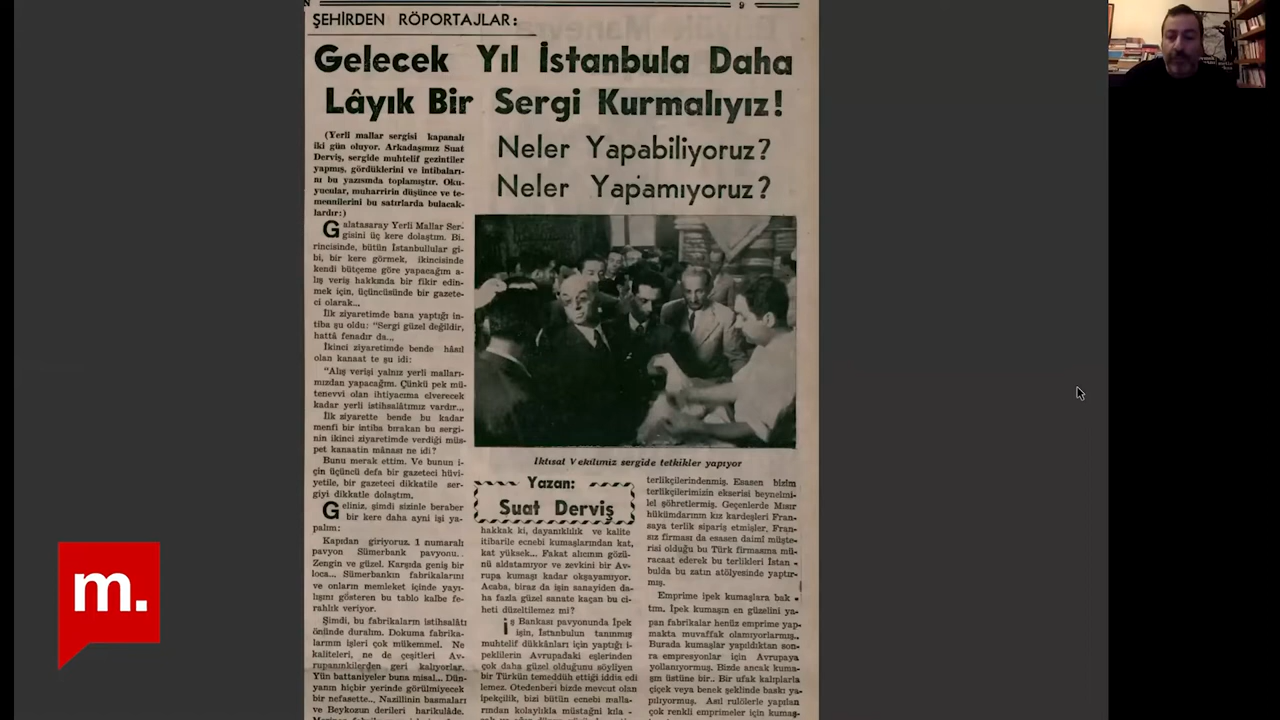 N
9
ŞEHİRDEN RÖPORTAJLAR:
Gelecek Yıl İstanbula Daha
Lâyık Bir Sergi Kurmalıyız!
Neler Yapabiliyoruz?
Neler Yapamıyoruz?
(Yerli mallar sergisi kapanalı
iki gün oluyor. Arkadaşımız Suat
Derviş, sergide muhtelif gezintiler
yapmış, gördüklerini ve intibaları-
nı bu yazısında toplamıştır. Oku-
yucular, muharririn düşünce ve te-
mennilerini bu satırlarda bulacak-
lardır:)
Galatasaray Yerli Mallar Ser-
gisini üç kere dolaştım. Bi-
rincisinde, bütün İstanbullular gi-
bi, bir kere görmek, ikincisinde
kendi bütçeme göre yapacağım a-
lış veriş hakkında bir fikir edin-
mek için, üçüncüsünde bir gazete-
ci olarak...
İlk ziyaretimde bana yaptığı in-
tiba şu oldu: "Sergi güzel değildir,
hattâ fenadır da..,
İkinci ziyaretimde bende hâsıl
olan kanaat te şu idi:
"Alış verişi yalnız yerli malları-
mızdan yapacağım. Çünkü pek mü-
tenevvi olan ihtiyacıma elverecek
kadar yerli istihsalâtımız vardır..,
İlk ziyarette bende bu kadar
menfi bir intiba bırakan bu sergi-
nin ikinci ziyaretimde verdiği müs-
pet kanaatin mânası ne idi?
Bunu merak ettim. Ve bunun i-
çin üçüncü defa bir gazeteci hüvi-
yetile, bir gazeteci dikkatile ser-
giyi dikkatle dolaştım.
Geliniz, şimdi sizinle beraber
bir kere daha ayni işi ya-
palım:
Kapıdan giriyoruz. 1 numaralı
pavyon Sümerbank pavyonu..
Zengin ve güzel. Karşıda geniş bir
loca... Sümerbankın fabrikalarını
ve onların memleket içinde yayı-
lışını gösteren bu tablo kalbe fe-
rahlık veriyor.
Şimdi, bu fabrikaların istihsalâtı
önünde duralım. Dokuma fabrika-
larının işleri çok mükemmel. Ne
kaliteleri, ne de çeşitleri Av-
rupanınkilerden geri kalıyorlar.
Yün battaniyeler buna misal... Dün-
yanın hiçbir yerinde görülmiyecek
bir nefasette.. Nazillinin basmaları
ve Beykozun derileri harikulâde.
İktısat Vekilimiz sergide tetkikler yapıyor
Yazan:
Suat Derviş
hakkak ki, dayanıklılık ve kalite
itibarile ecnebi kumaşlarından kat,
kat yüksek... Fakat alıcının gözü-
nü aldatamıyor ve zevkini bir Av-
rupa kumaşı kadar okşayamıyor.
Acaba, biraz da işin sanayiden da-
ha fazla güzel sanate kaçan bu ci-
heti düzeltilemez mi?
İş Bankası pavyonunda İpek
işin, İstanbulun tanınmış
muhtelif dükkânları için yaptığı i-
peklilerin Avrupadaki eşlerinden
çok daha güzel olduğunu söyliyen
bir Türkün temeddüh ettiği iddia edi
lemez. Ötedenberi bizde mevcut olan
ipekçilik, bizi bütün ecnebi malla-
rından kolaylıkla müstağni kıla -
terlikçilerindenmiş. Esasen bizim
terlikçilerimizin ekserisi beynelmi-
lel şöhretlermiş. Geçenlerde Mısır
hükümdarının kız kardeşleri Fran-
saya terlik sipariş etmişler. Fran-
sız firması da esasen daimî müşte-
risi olduğu bu Türk firmasına mü-
racaat ederek bu terlikleri İstan -
bulda bu zatın atölyesinde yaptır-
mış.
Emprime ipek kumaşlara bak -
tım. İpek kumaşın en güzelini ya-
pan fabrikalar henüz emprime yap-
makta muvaffak olamıyorlarmış..
Burada kumaşlar yapıldıktan son-
ra empresyonlar için Avrupaya
yollanıyormuş. Bizde ancak kuma-
şın üstüne bir.. Bir ufak kalıplarla
çiçek veya benek şeklinde baskı ya-
pılıyormuş. Asıl rulölerle yapılan
çok renkli emprimeler için kumaş-
m.